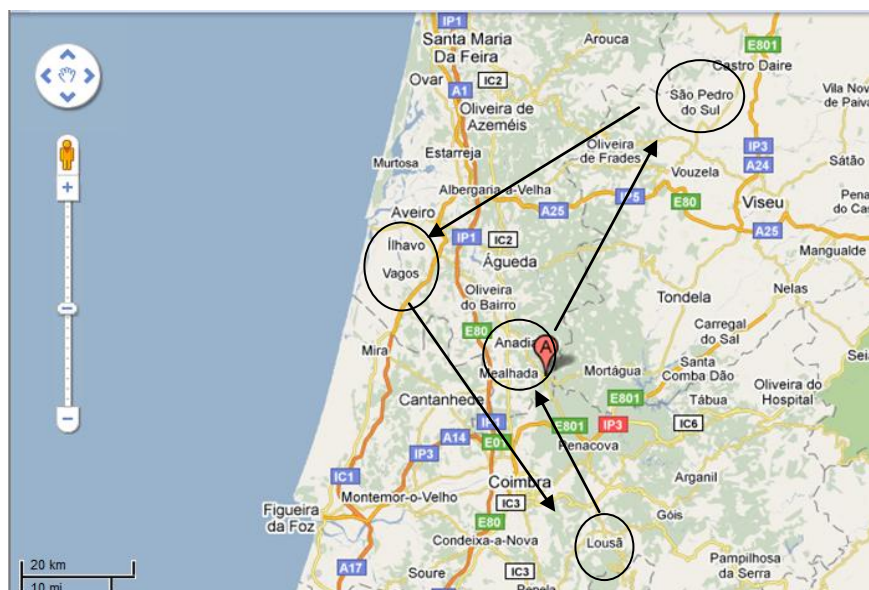 IP1
Santa Maria
Da Feira
Arouca
E801
Castro Daire
Ovar
IC2
A1
Oliveira de
Azeméis
São Pedro
do Sul
Vila Nov
de Paiva
Estarreja
Murtosa
Oliveira
de Frades
IP3
A24
Vouzela
Sátão
Albergaria-a-Velha
IP5
E80
Viseu
Pena
do Cas
Aveiro
A25
A25
Ílhavo
IP1
IC2
Vagos
Águeda
Mangualde
Oliveira
do Bairro
Tondela
Nelas
E80
Carregal
do Sal
Mira
Anadia
A
Mealhada
Mortágua
Santa
Comba Dão
Seia
Cantanhede
E801
Tábua
Oliveira do
Hospital
IP1
E801
IP3
IC6
A14
E01
Penacova
IP3
IC1
Coimbra
Arganil
Montemor-o-Velho
IC3
Góis
Figueira
da Foz
E80
Condeixa-a-Nova
Lousã
Pampilhosa
da Serra
20 km
10 mi
A17
Soure
IC3
Penela